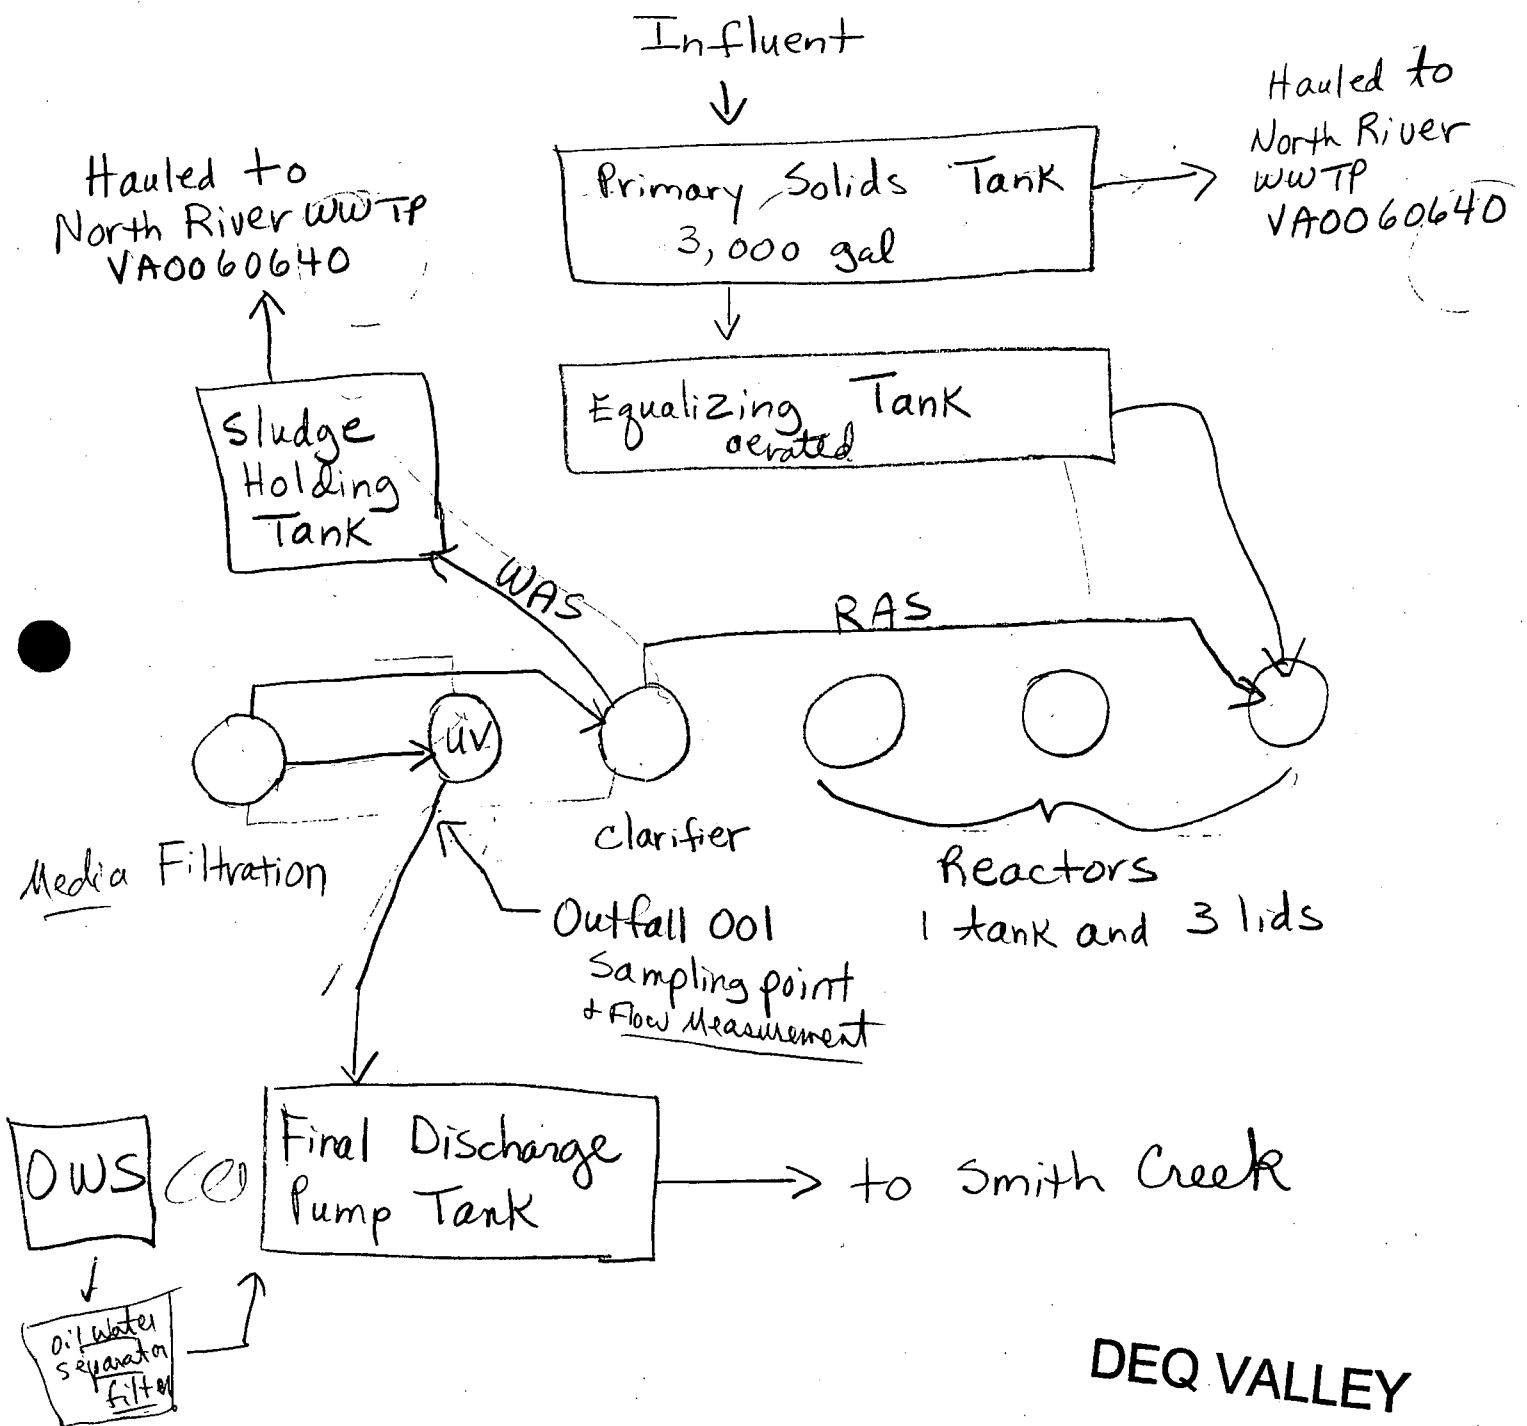 Influent
Hauled to
North River
WWTP
VA0060640
Hauled to
North River WWTP
VA0060640
Primary Solids Tank
3,000 gal
Equalizing Tank
aerated
Sludge
Holding
Tank
WAS
RAS
UV
Clarifier
Media Filtration
Reactors
1 tank and 3 lids
Outfall 001
Sampling point
+ Flow Measurement
OWS
Final Discharge
Pump Tank
to Smith Creek
oil water
separator
filter
DEQ VALLEY